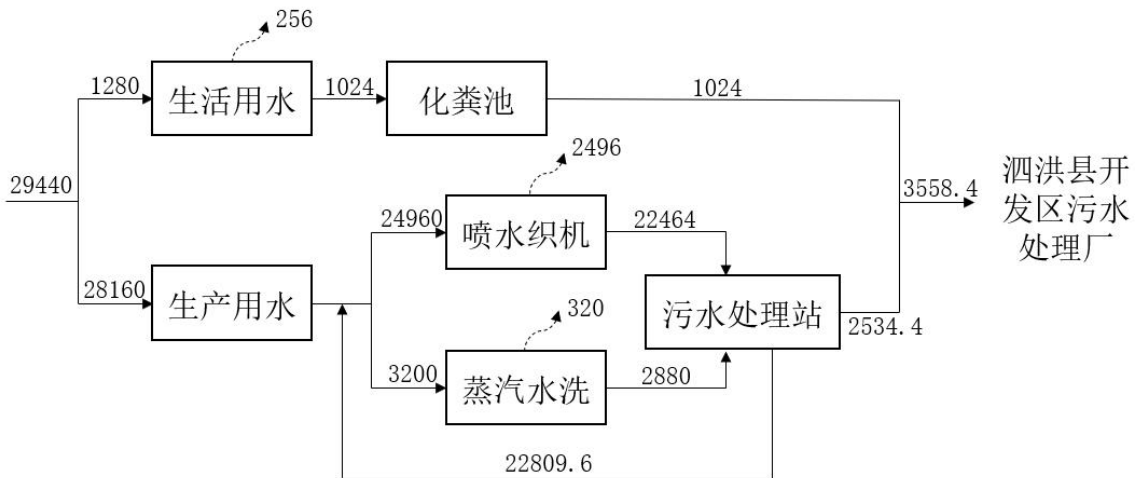 256
1280
生活用水
1024
化粪池
1024
2496
29440
24960
喷水织机
22464
3558.4
泗洪县开
发区污水
处理厂
28160
生产用水
320
污水处理站
2534.4
3200
蒸汽水洗
2880
22809.6